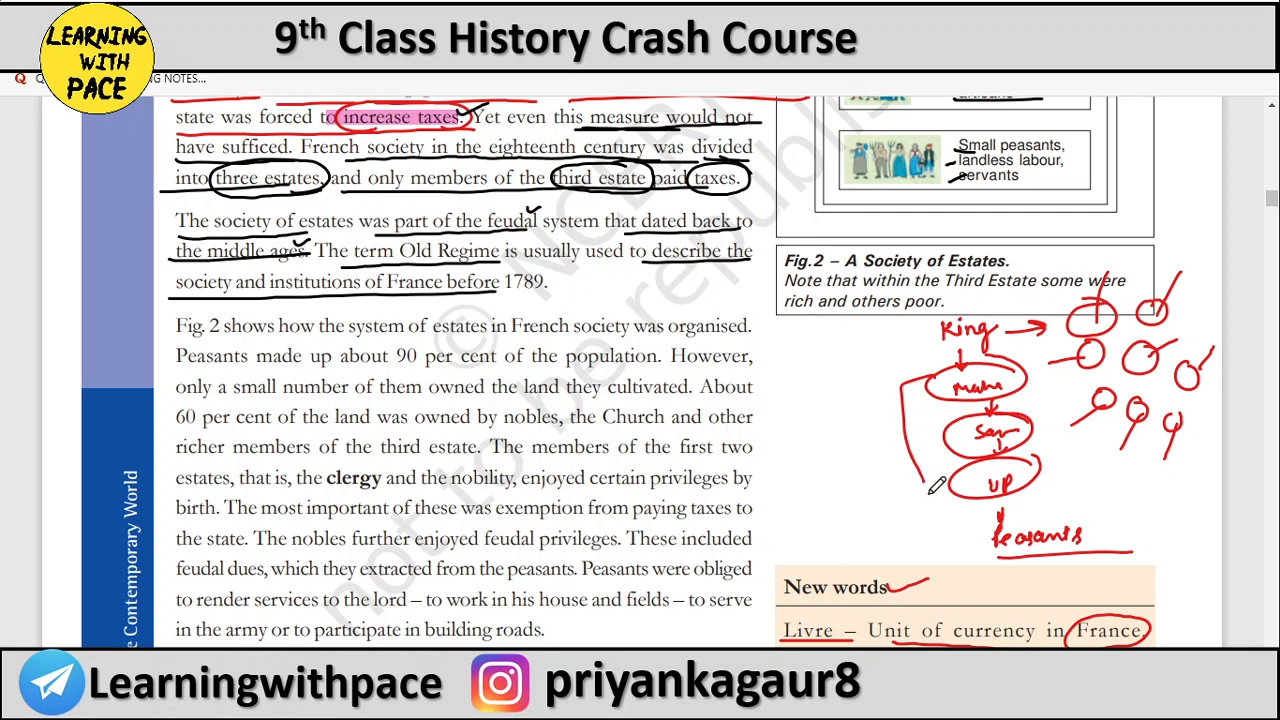 LEARNING
WITH
PACE
9th Class History Crash Course
NOTES...
state was forced to increase taxes. Yet even this measure would not
have sufficed. French society in the eighteenth century was divided
into three estates, and only members of the third estate paid taxes.
The society of estates was part of the feudal system that dated back to
the middle ages. The term Old Regime is usually used to describe the
society and institutions of France before 1789.
Fig. 2 shows how the system of estates in French society was organised.
Peasants made up about 90 per cent of the population. However,
only a small number of them owned the land they cultivated. About
60 per cent of the land was owned by nobles, the Church and other
richer members of the third estate. The members of the first two
estates, that is, the clergy and the nobility, enjoyed certain privileges by
birth. The most important of these was exemption from paying taxes to
the state. The nobles further enjoyed feudal privileges. These included
feudal dues, which they extracted from the peasants. Peasants were obliged
to render services to the lord – to work in his house and fields – to serve
in the army or to participate in building roads.
Small peasants,
landless labour,
servants
Fig.2 – A Society of Estates.
Note that within the Third Estate some were
rich and others poor.
King
UP
Peasants
New words
Livre – Unit of currency in France,
e Contemporary World
not to be republis
© NCER
Learningwithpace
priyankagaur8